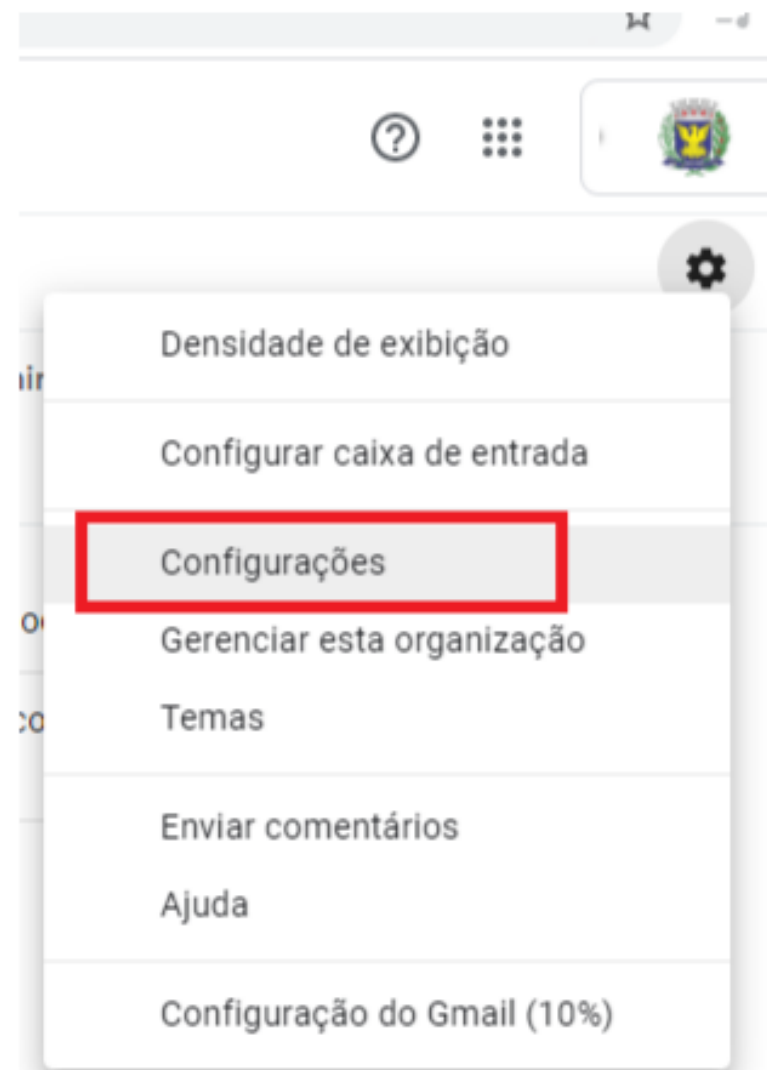 Densidade de exibição
Configurar caixa de entrada
Configurações
Gerenciar esta organização
Temas
Enviar comentários
Ajuda
Configuração do Gmail (10%)